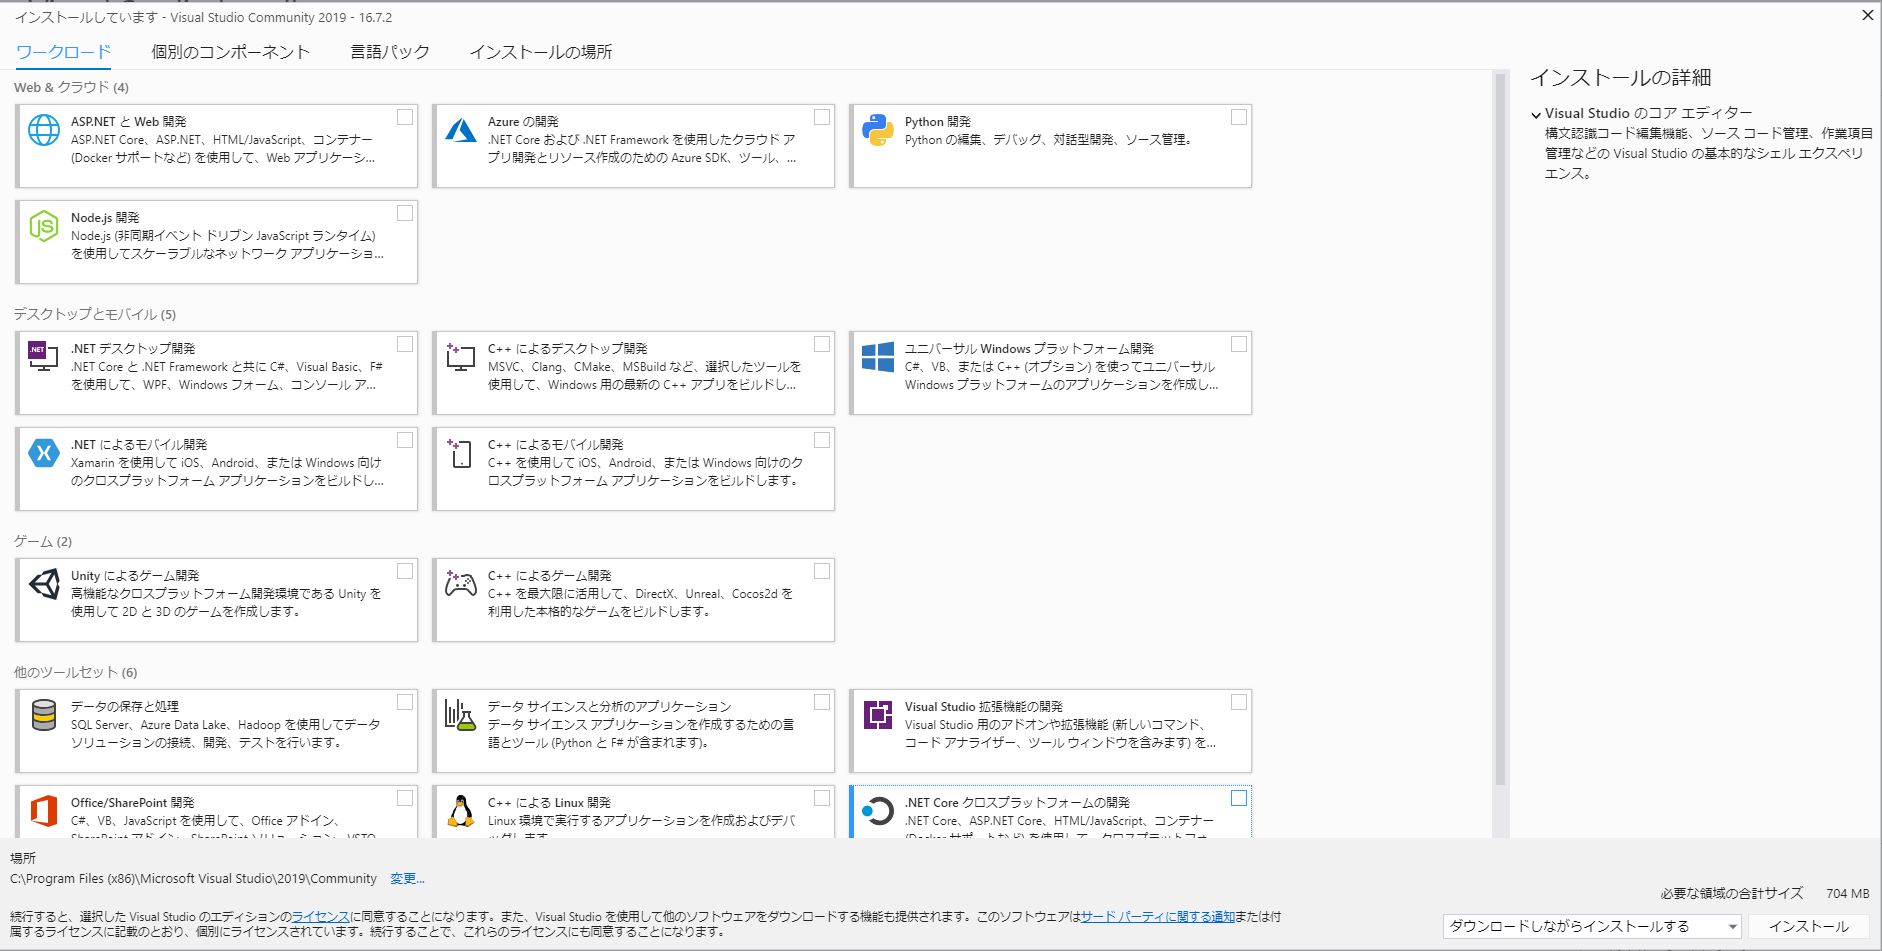 インストールしています - Visual Studio Community 2019 - 16.7.2
ワークロード 個別のコンポーネント 言語パック インストールの場所
Web & クラウド (4)
ASP.NET と Web 開発
ASP.NET Core、ASP.NET、HTML/JavaScript、コンテナー
(Docker サポートなど) を使用して、Web アプリケーシ...
Azure の開発
.NET Core および .NET Framework を使用したクラウド ア
プリ開発とリソース作成のための Azure SDK、ツール、...
Python 開発
Python の編集、デバッグ、対話型開発、ソース管理。
Node.js 開発
Node.js (非同期イベント ドリブン JavaScript ランタイム)
を使用してスケーラブルなネットワーク アプリケーショ...
デスクトップとモバイル (5)
.NET
.NET デスクトップ開発
.NET Core と .NET Framework と共に C#、Visual Basic、F#
を使用して、WPF、Windows フォーム、コンソール ア...
C++ によるデスクトップ開発
MSVC、Clang、CMake、MSBuild など、選択したツールを
使用して、Windows 用の最新の C++ アプリをビルドし...
ユニバーサル Windows プラットフォーム開発
C#、VB、または C++ (オプション) を使ってユニバーサル
Windows プラットフォームのアプリケーションを作成し...
.NET によるモバイル開発
Xamarin を使用して iOS、Android、または Windows 向け
のクロスプラットフォーム アプリケーションをビルドし...
C++ によるモバイル開発
C++ を使用して iOS、Android、または Windows 向けのク
ロスプラットフォーム アプリケーションをビルドします。
ゲーム (2)
Unity によるゲーム開発
高機能なクロスプラットフォーム開発環境である Unity を
使用して 2D と 3D のゲームを作成します。
C++ によるゲーム開発
C++ を最大限に活用して、DirectX、Unreal、Cocos2d を
利用した本格的なゲームをビルドします。
他のツールセット (6)
データの保存と処理
SQL Server、Azure Data Lake、Hadoop を使用してデータ
ソリューションの接続、開発、テストを行います。
データ サイエンスと分析のアプリケーション
データ サイエンス アプリケーションを作成するための言
語とツール (Python と F# が含まれます)。
Visual Studio 拡張機能の開発
Visual Studio 用のアドオンや拡張機能 (新しいコマンド、
コード アナライザー、ツール ウィンドウを含みます) を...
Office/SharePoint 開発
C#、VB、JavaScript を使用して、Office アドイン、
SharePoint アドイン、SharePoint ソリューション、VSTO
C++ による Linux 開発
Linux 環境で実行するアプリケーションを作成およびデバ
ッグします。
.NET Core クロスプラットフォームの開発
.NET Core、ASP.NET Core、HTML/JavaScript、コンテナー
(Docker サポートなど) を使用して、クロスプラットフォー
インストールの詳細
Visual Studio のコア エディター
構文認識コード編集機能、ソース コード管理、作業項目
管理などの Visual Studio の基本的なシェル エクスペリ
エンス。
場所
C:\Program Files (x86)\Microsoft Visual Studio\2019\Community 変更...
必要な領域の合計サイズ 704 MB
続行すると、選択した Visual Studio のエディションのライセンスに同意することになります。また、Visual Studio を使用して他のソフトウェアをダウンロードする機能も提供されます。このソフトウェアはサード パーティに関する通知または付
属するライセンスに記載のとおり、個別にライセンスされています。続行することで、これらのライセンスにも同意することになります。
ダウンロードしながらインストールする インストール